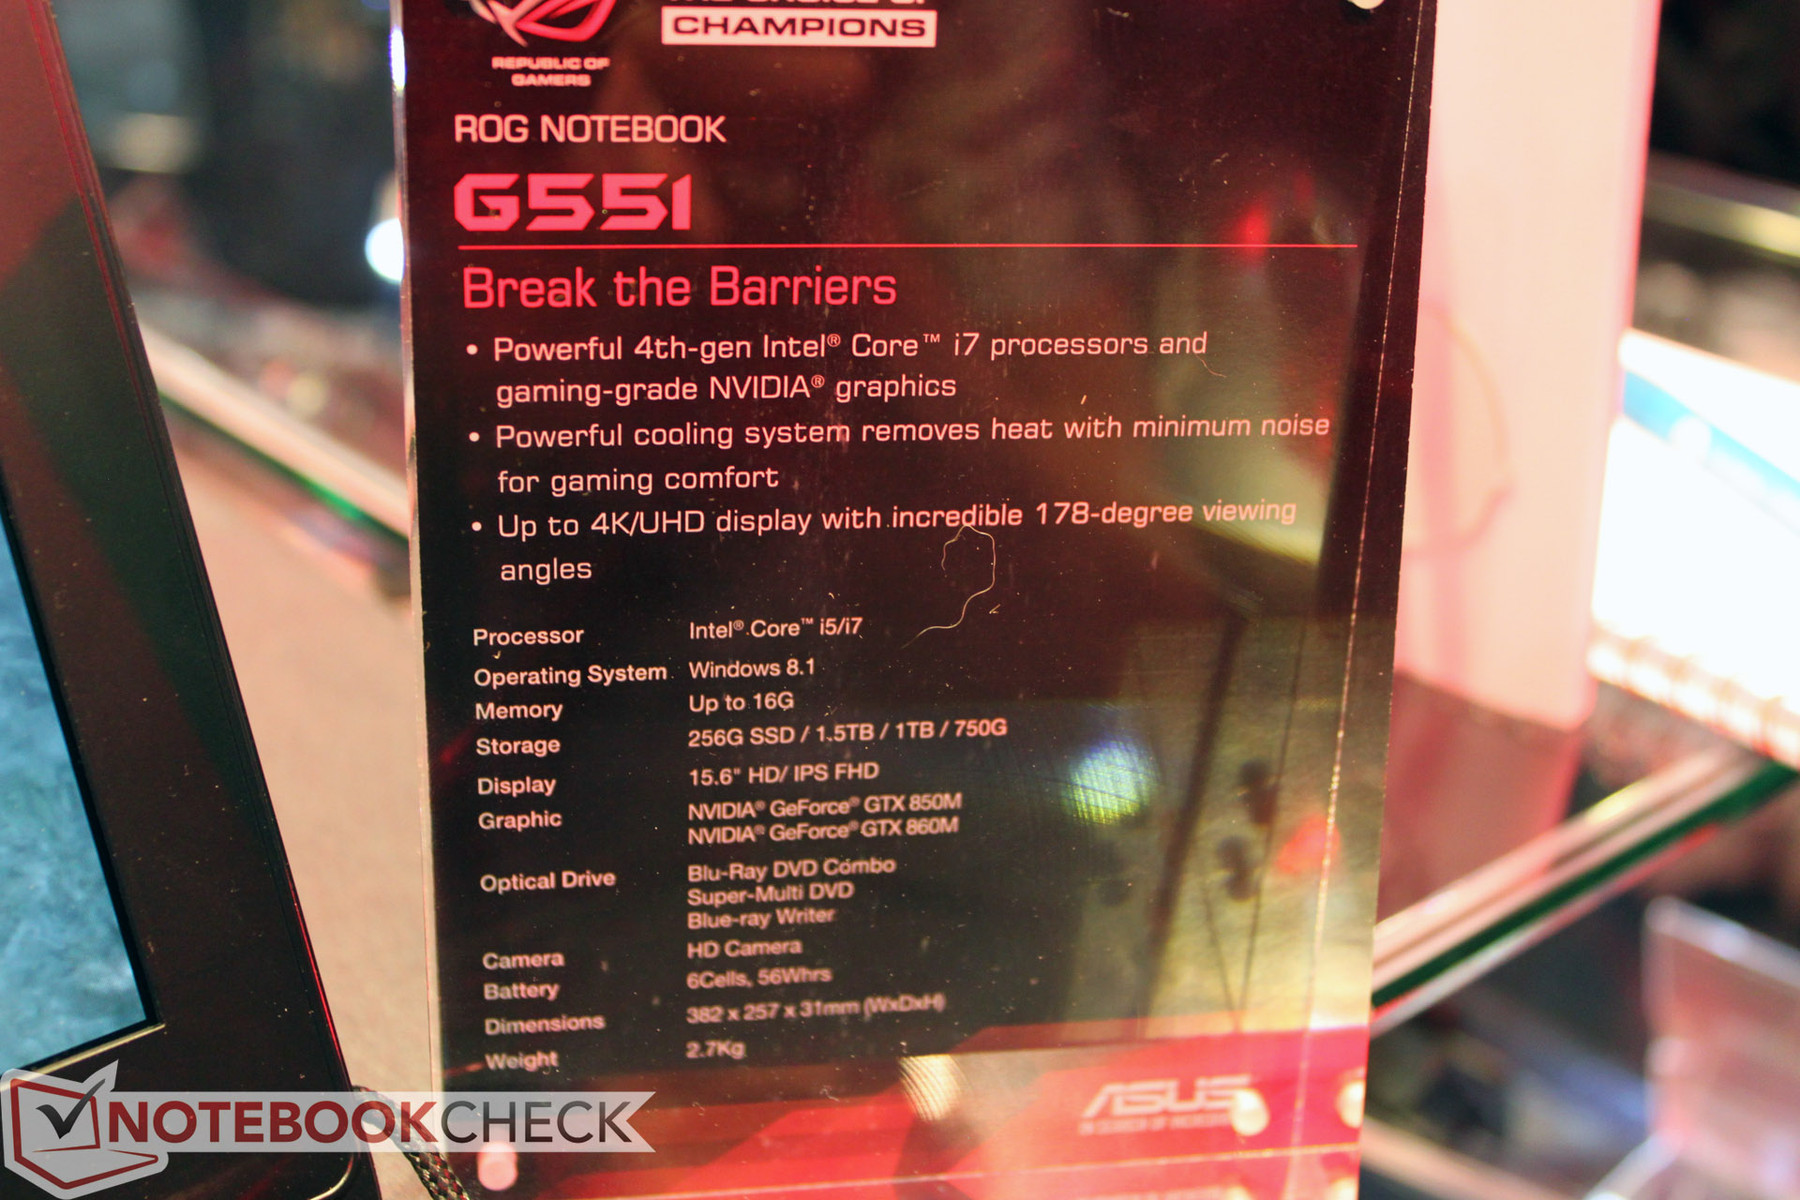 REPUBLIC OF
GAMERS
CHAMPIONS
ROG NOTEBOOK
G551
Break the Barriers
• Powerful 4th-gen Intel® Core™ i7 processors and
gaming-grade NVIDIA® graphics
• Powerful cooling system removes heat with minimum noise
for gaming comfort
• Up to 4K/UHD display with incredible 178-degree viewing
angles
Processor Intel® Core™ i5/i7
Operating System Windows 8.1
Memory Up to 16G
Storage 256G SSD / 1.5TB / 1TB / 750G
Display 15.6" HD/ IPS FHD
Graphic NVIDIA® GeForce® GTX 850M
NVIDIA® GeForce® GTX 860M
Optical Drive Blu-Ray DVD Combo
Super-Multi DVD
Blue-ray Writer
Camera HD Camera
Battery 6Cells, 56Whrs
Dimensions 382 x 257 x 31mm (WxDxH)
Weight 2.7Kg
ASUS
NOTEBOOKCHECK